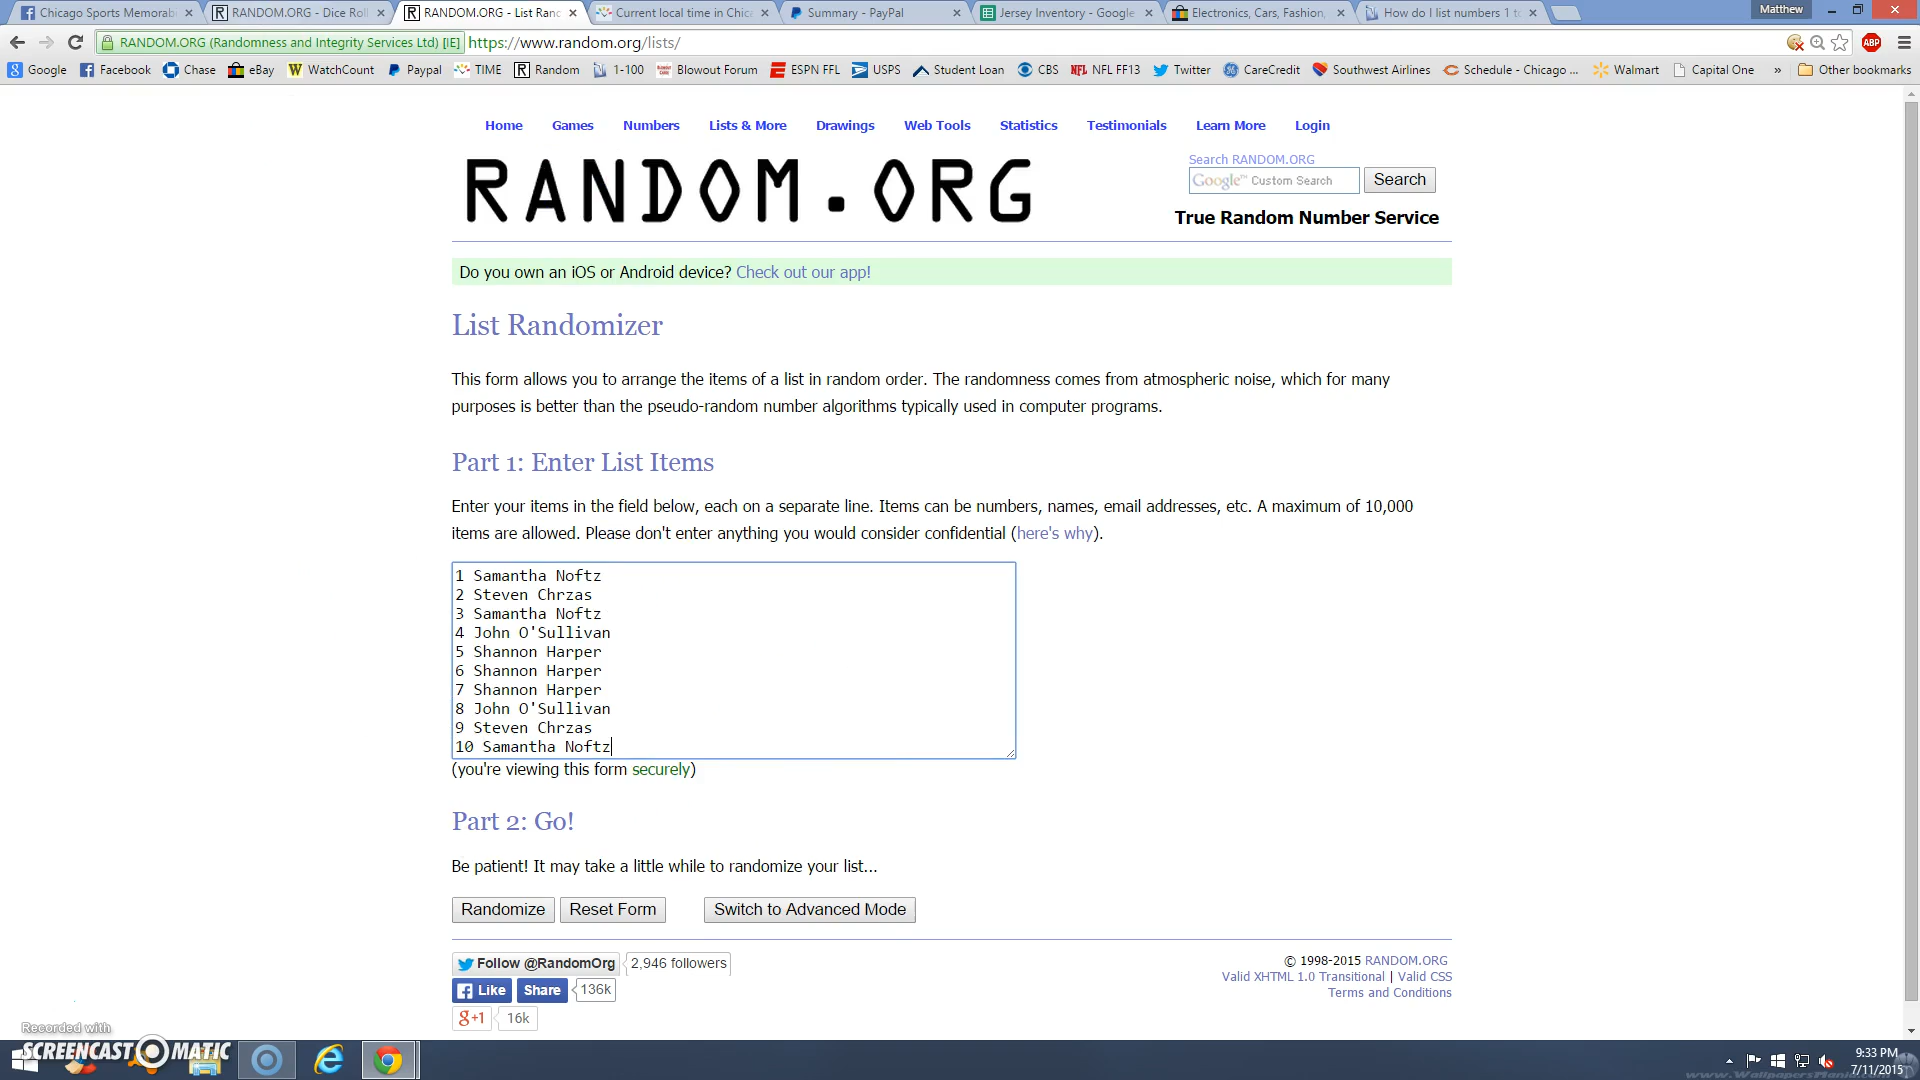 Matthew
Chicago Sports Memorab
RANDOM.ORG - Dice Roll
RANDOM.ORG - List Ranc
Current local time in Chica
Summary - PayPal
Jersey Inventory - Google
Electronics, Cars, Fashion,
How do I list numbers 1 to
RANDOM.ORG (Randomness and Integrity Services Ltd) [IE] https://www.random.org/lists/
ABP
Google Facebook Chase eBay WatchCount Paypal TIME Random 1-100 Blowout Forum ESPN FFL USPS Student Loan CBS NFL FF13 Twitter CareCredit Southwest Airlines Schedule - Chicago ... Walmart Capital One » Other bookmarks
Home Games Numbers Lists & More Drawings Web Tools Statistics Testimonials Learn More Login
RANDOM.ORG
Search RANDOM.ORG
Google™ Custom Search Search
True Random Number Service
Do you own an iOS or Android device? Check out our app!
List Randomizer
This form allows you to arrange the items of a list in random order. The randomness comes from atmospheric noise, which for many
purposes is better than the pseudo-random number algorithms typically used in computer programs.
Part 1: Enter List Items
Enter your items in the field below, each on a separate line. Items can be numbers, names, email addresses, etc. A maximum of 10,000
items are allowed. Please don't enter anything you would consider confidential (here's why).
1 Samantha Noftz
2 Steven Chrzas
3 Samantha Noftz
4 John O'Sullivan
5 Shannon Harper
6 Shannon Harper
7 Shannon Harper
8 John O'Sullivan
9 Steven Chrzas
10 Samantha Noftz
(you're viewing this form securely)
Part 2: Go!
Be patient! It may take a little while to randomize your list...
Randomize Reset Form Switch to Advanced Mode
Follow @RandomOrg 2,946 followers
Like Share 136k
g+1 16k
© 1998-2015 RANDOM.ORG
Valid XHTML 1.0 Transitional | Valid CSS
Terms and Conditions
Recorded with
SCREENCAST MATIC
9:33 PM
7/11/2015